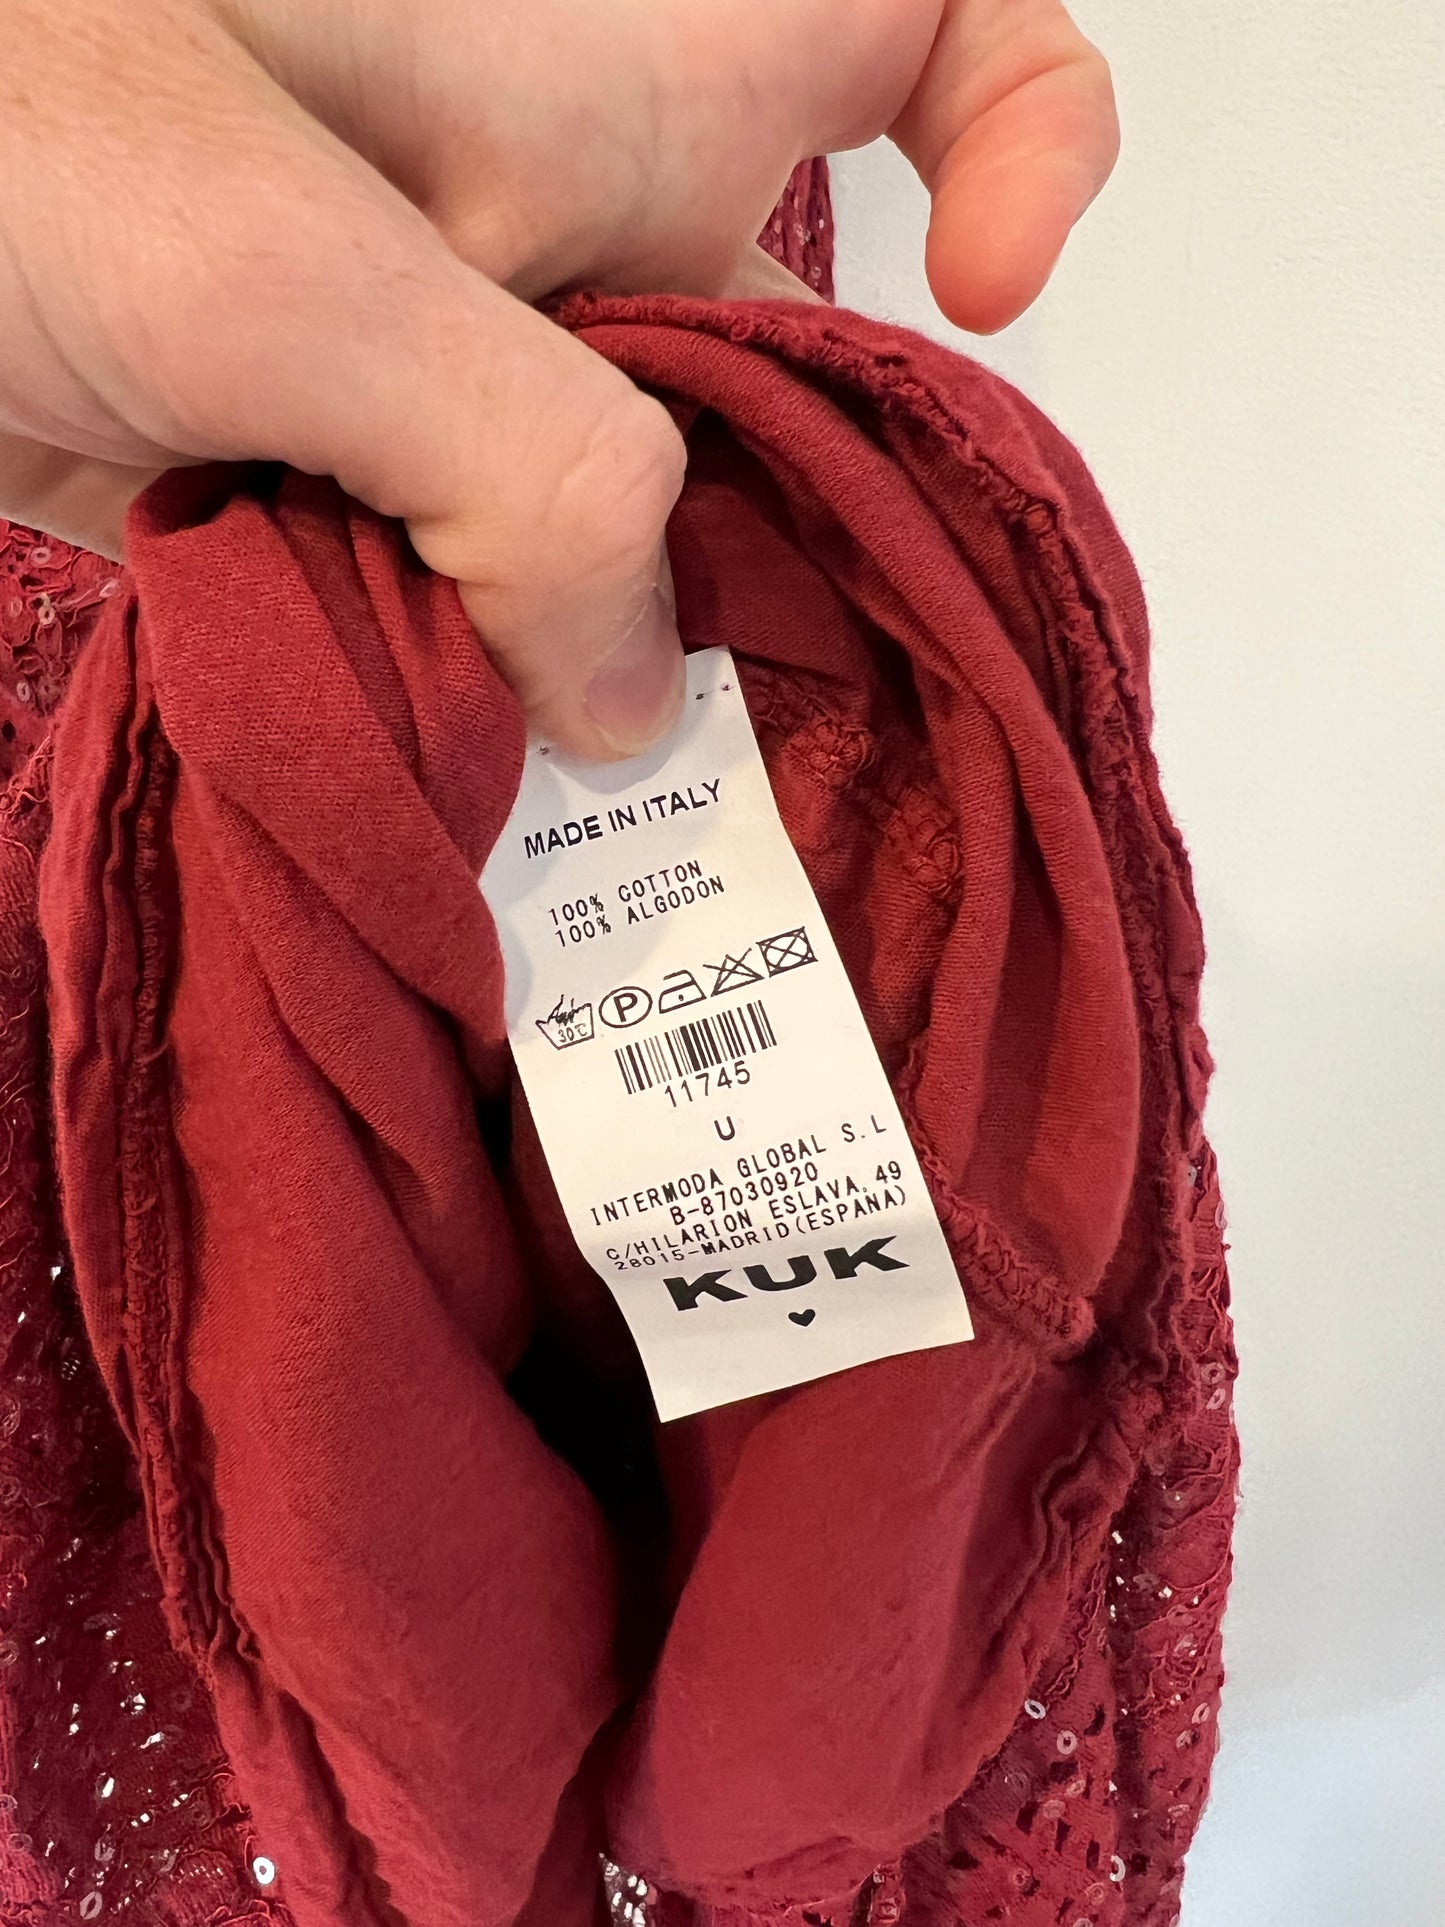 MADE IN ITALY
100% COTTON
100% ALGODON
30°C P
11745
U
INTERMODA GLOBAL S.L
B-87030920
C/HILARION ESLAVA, 49
28015-MADRID(ESPAÑA)
KUK